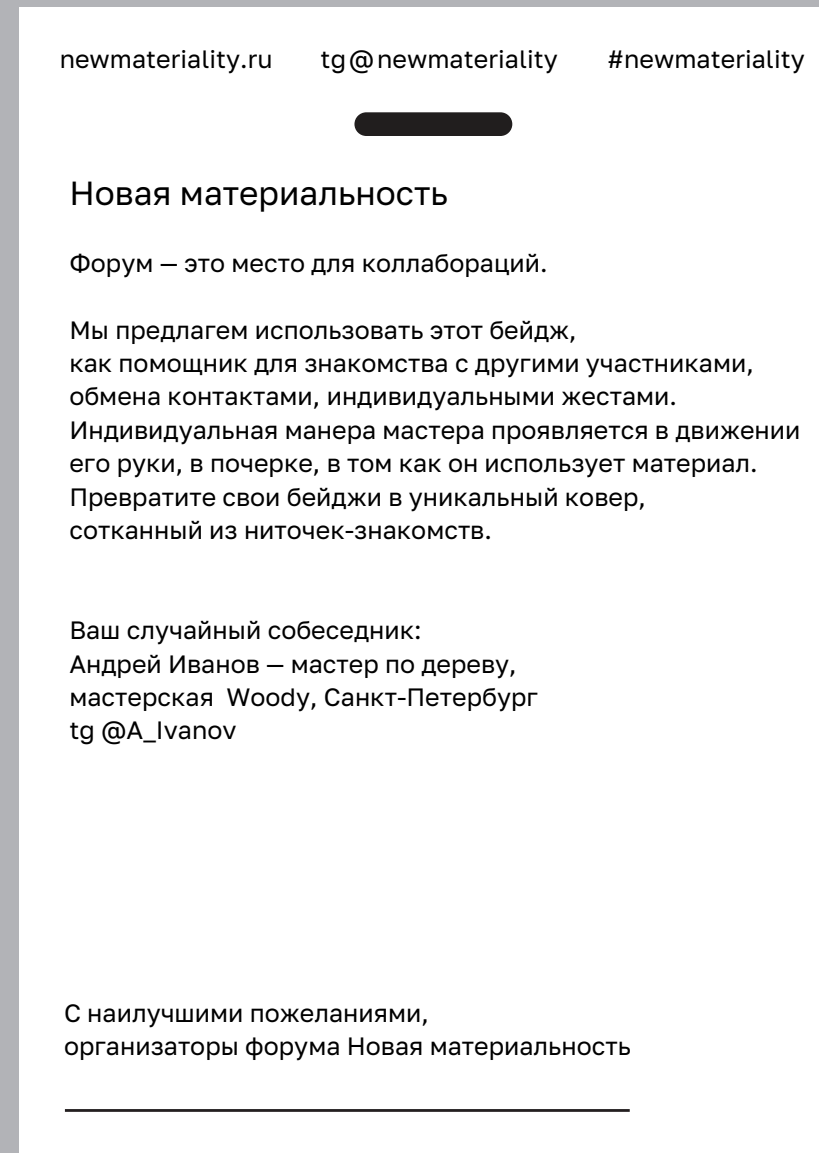 newmateriality.ru tg@newmateriality #newmateriality
Новая материальность
Форум — это место для коллабораций.
Мы предлагем использовать этот бейдж,
как помощник для знакомства с другими участниками,
обмена контактами, индивидуальными жестами.
Индивидуальная манера мастера проявляется в движении
его руки, в почерке, в том как он использует материал.
Превратите свои бейджи в уникальный ковер,
сотканный из ниточек-знакомств.
Ваш случайный собеседник:
Андрей Иванов — мастер по дереву,
мастерская  Woody, Санкт-Петербург
tg @A_Ivanov
С наилучшими пожеланиями,
организаторы форума Новая материальность